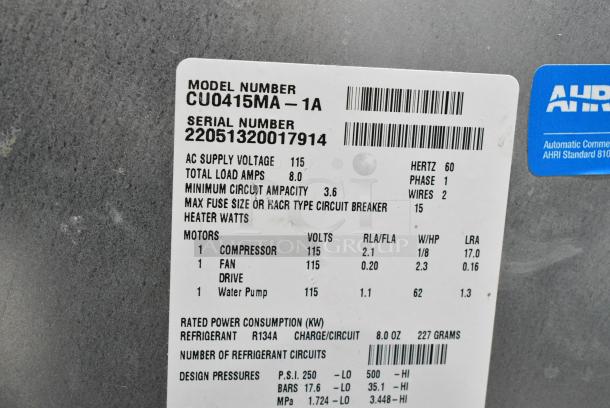 MODEL NUMBER
CU0415MA-1A
SERIAL NUMBER
22051320017914
AC SUPPLY VOLTAGE 115 HERTZ 60
TOTAL LOAD AMPS 8.0 PHASE 1
MINIMUM CIRCUIT AMPACITY 3.6 WIRES 2
MAX FUSE SIZE OR HACR TYPE CIRCUIT BREAKER 15
HEATER WATTS
MOTORS VOLTS RLA/FLA W/HP LRA
1 COMPRESSOR 115 2.1 1/8 17.0
1 FAN 115 0.20 2.3 0.16
DRIVE
1 Water Pump 115 1.1 62 1.3
RATED POWER CONSUMPTION (KW)
REFRIGERANT R134A CHARGE/CIRCUIT 8.0 OZ 227 GRAMS
NUMBER OF REFRIGERANT CIRCUITS
DESIGN PRESSURES P.S.I. 250 -LO 500 -HI
BARS 17.6 -LO 35.1 -HI
MPa 1.724 -LO 3.448 -HI
AHRI
Automatic Comme
AHRI Standard 810
AUCTION GROUP